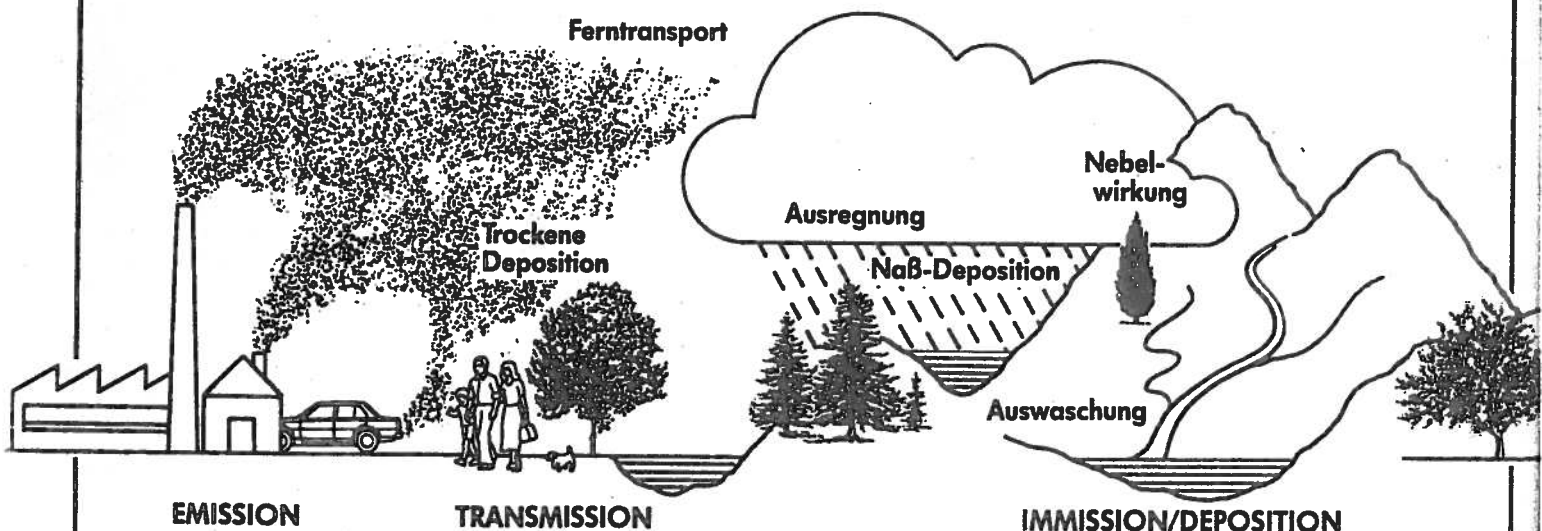 Ferntransport
Nebel-
wirkung
Ausregnung
Trockene
Deposition
Naß-Deposition
Auswaschung
EMISSION
TRANSMISSION
IMMISSION/DEPOSITION